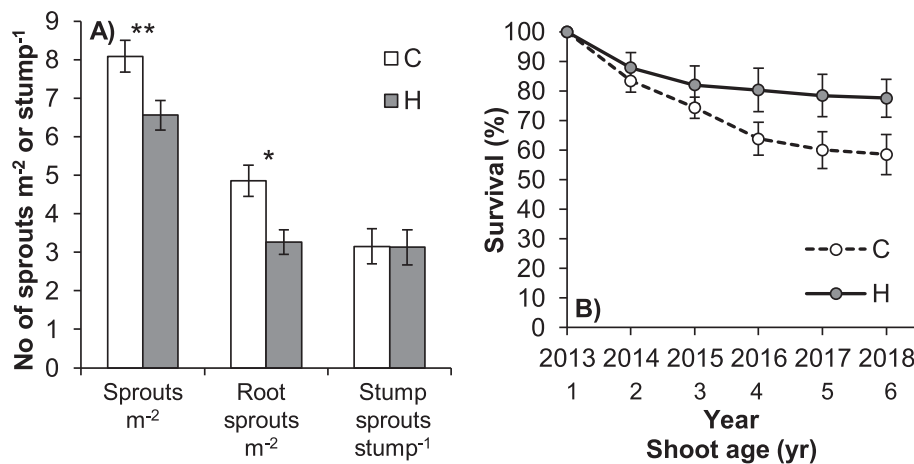 No of sprouts m⁻² or stump⁻¹
9
8
7
6
5
4
3
2
1
0
A)
**
*
C
H
Sprouts
m⁻²
Root
sprouts
m⁻²
Stump
sprouts
stump⁻¹
Survival (%)
100
90
80
70
60
50
40
30
20
10
0
B)
C
H
2013 2014 2015 2016 2017 2018
1 2 3 4 5 6
Year
Shoot age (yr)